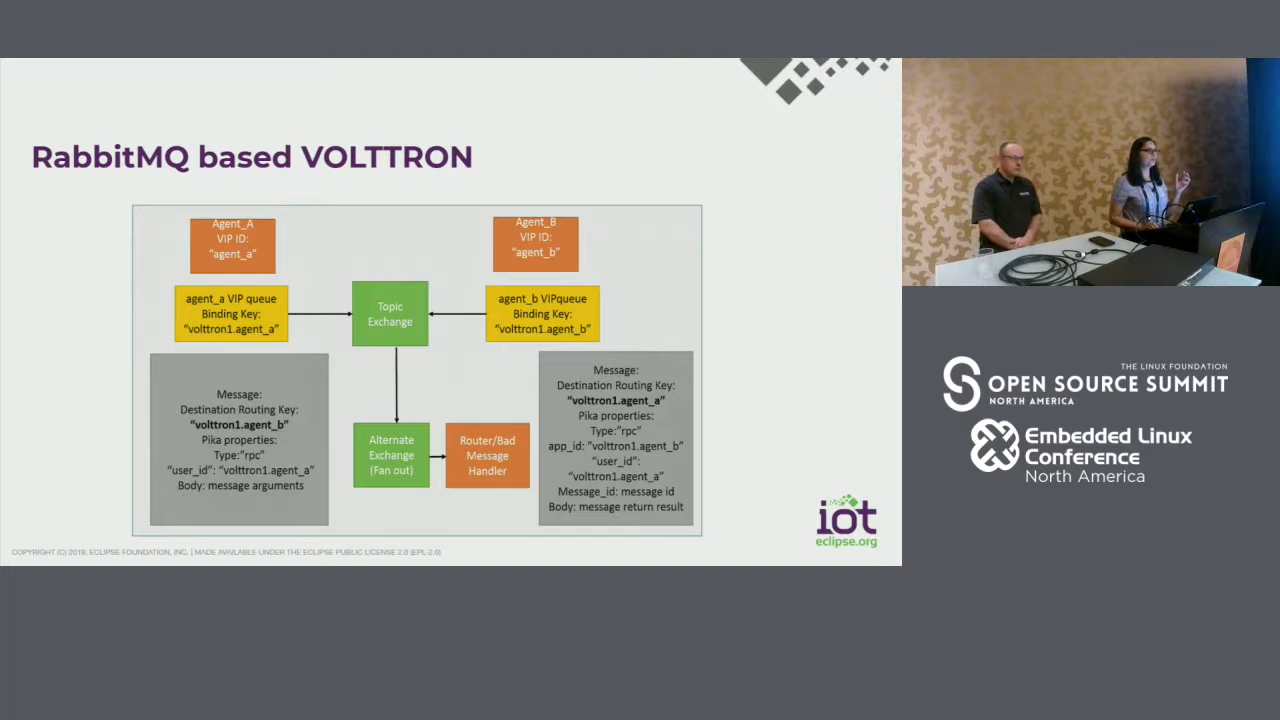 RabbitMQ based VOLTTRON
Agent_A
VIP ID:
“agent_a”
Agent_B
VIP ID:
“agent_b”
agent_a VIP queue
Binding Key:
“volttron1.agent_a”
Topic
Exchange
agent_b VIPqueue
Binding Key:
“volttron1.agent_b”
Message:
Destination Routing Key:
“volttron1.agent_b”
Pika properties:
Type:”rpc”
“user_id”: “volttron1.agent_a”
Body: message arguments
Alternate
Exchange
(Fan out)
Router/Bad
Message
Handler
Message:
Destination Routing Key:
“volttron1.agent_a”
Pika properties:
Type:”rpc”
app_id: “volttron1.agent_b”
“user_id”:
“volttron1.agent_a”
Message_id: message id
Body: message return result
iot
eclipse.org
COPYRIGHT (C) 2019, ECLIPSE FOUNDATION, INC. | MADE AVAILABLE UNDER THE ECLIPSE PUBLIC LICENSE 2.0 (EPL-2.0)
THE LINUX FOUNDATION
OPEN SOURCE SUMMIT
NORTH AMERICA
Embedded Linux
Conference
North America